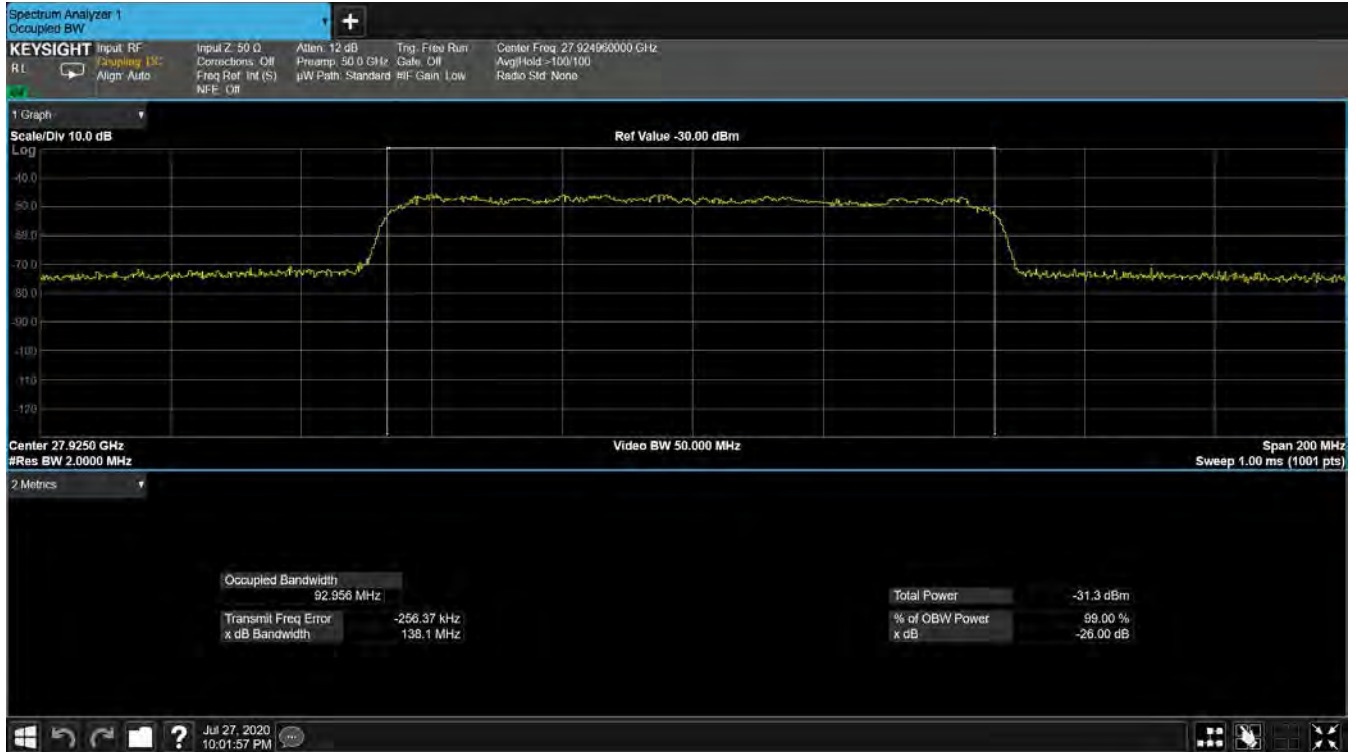 Spectrum Analyzer 1
Occupied BW
+
KEYSIGHT Input: RF Input Z: 50 Ω Atten: 12 dB Trig: Free Run Center Freq: 27.924960000 GHz
RL Coupling: DC Corrections: Off Preamp: 50.0 GHz Gate: Off Avg|Hold:>100/100
Align: Auto Freq Ref: Int (S) µW Path: Standard #IF Gain: Low Radio Std: None
NFE: Off
1 Graph
Scale/Div 10.0 dB Ref Value -30.00 dBm
Log
-40.0
-50.0
-60.0
-70.0
-80.0
-90.0
-100
-110
-120
Center 27.9250 GHz Video BW 50.000 MHz Span 200 MHz
#Res BW 2.0000 MHz Sweep 1.00 ms (1001 pts)
2 Metrics
Occupied Bandwidth
92.956 MHz Total Power -31.3 dBm
Transmit Freq Error -256.37 kHz % of OBW Power 99.00 %
x dB Bandwidth 138.1 MHz x dB -26.00 dB
? Jul 27, 2020
10:01:57 PM